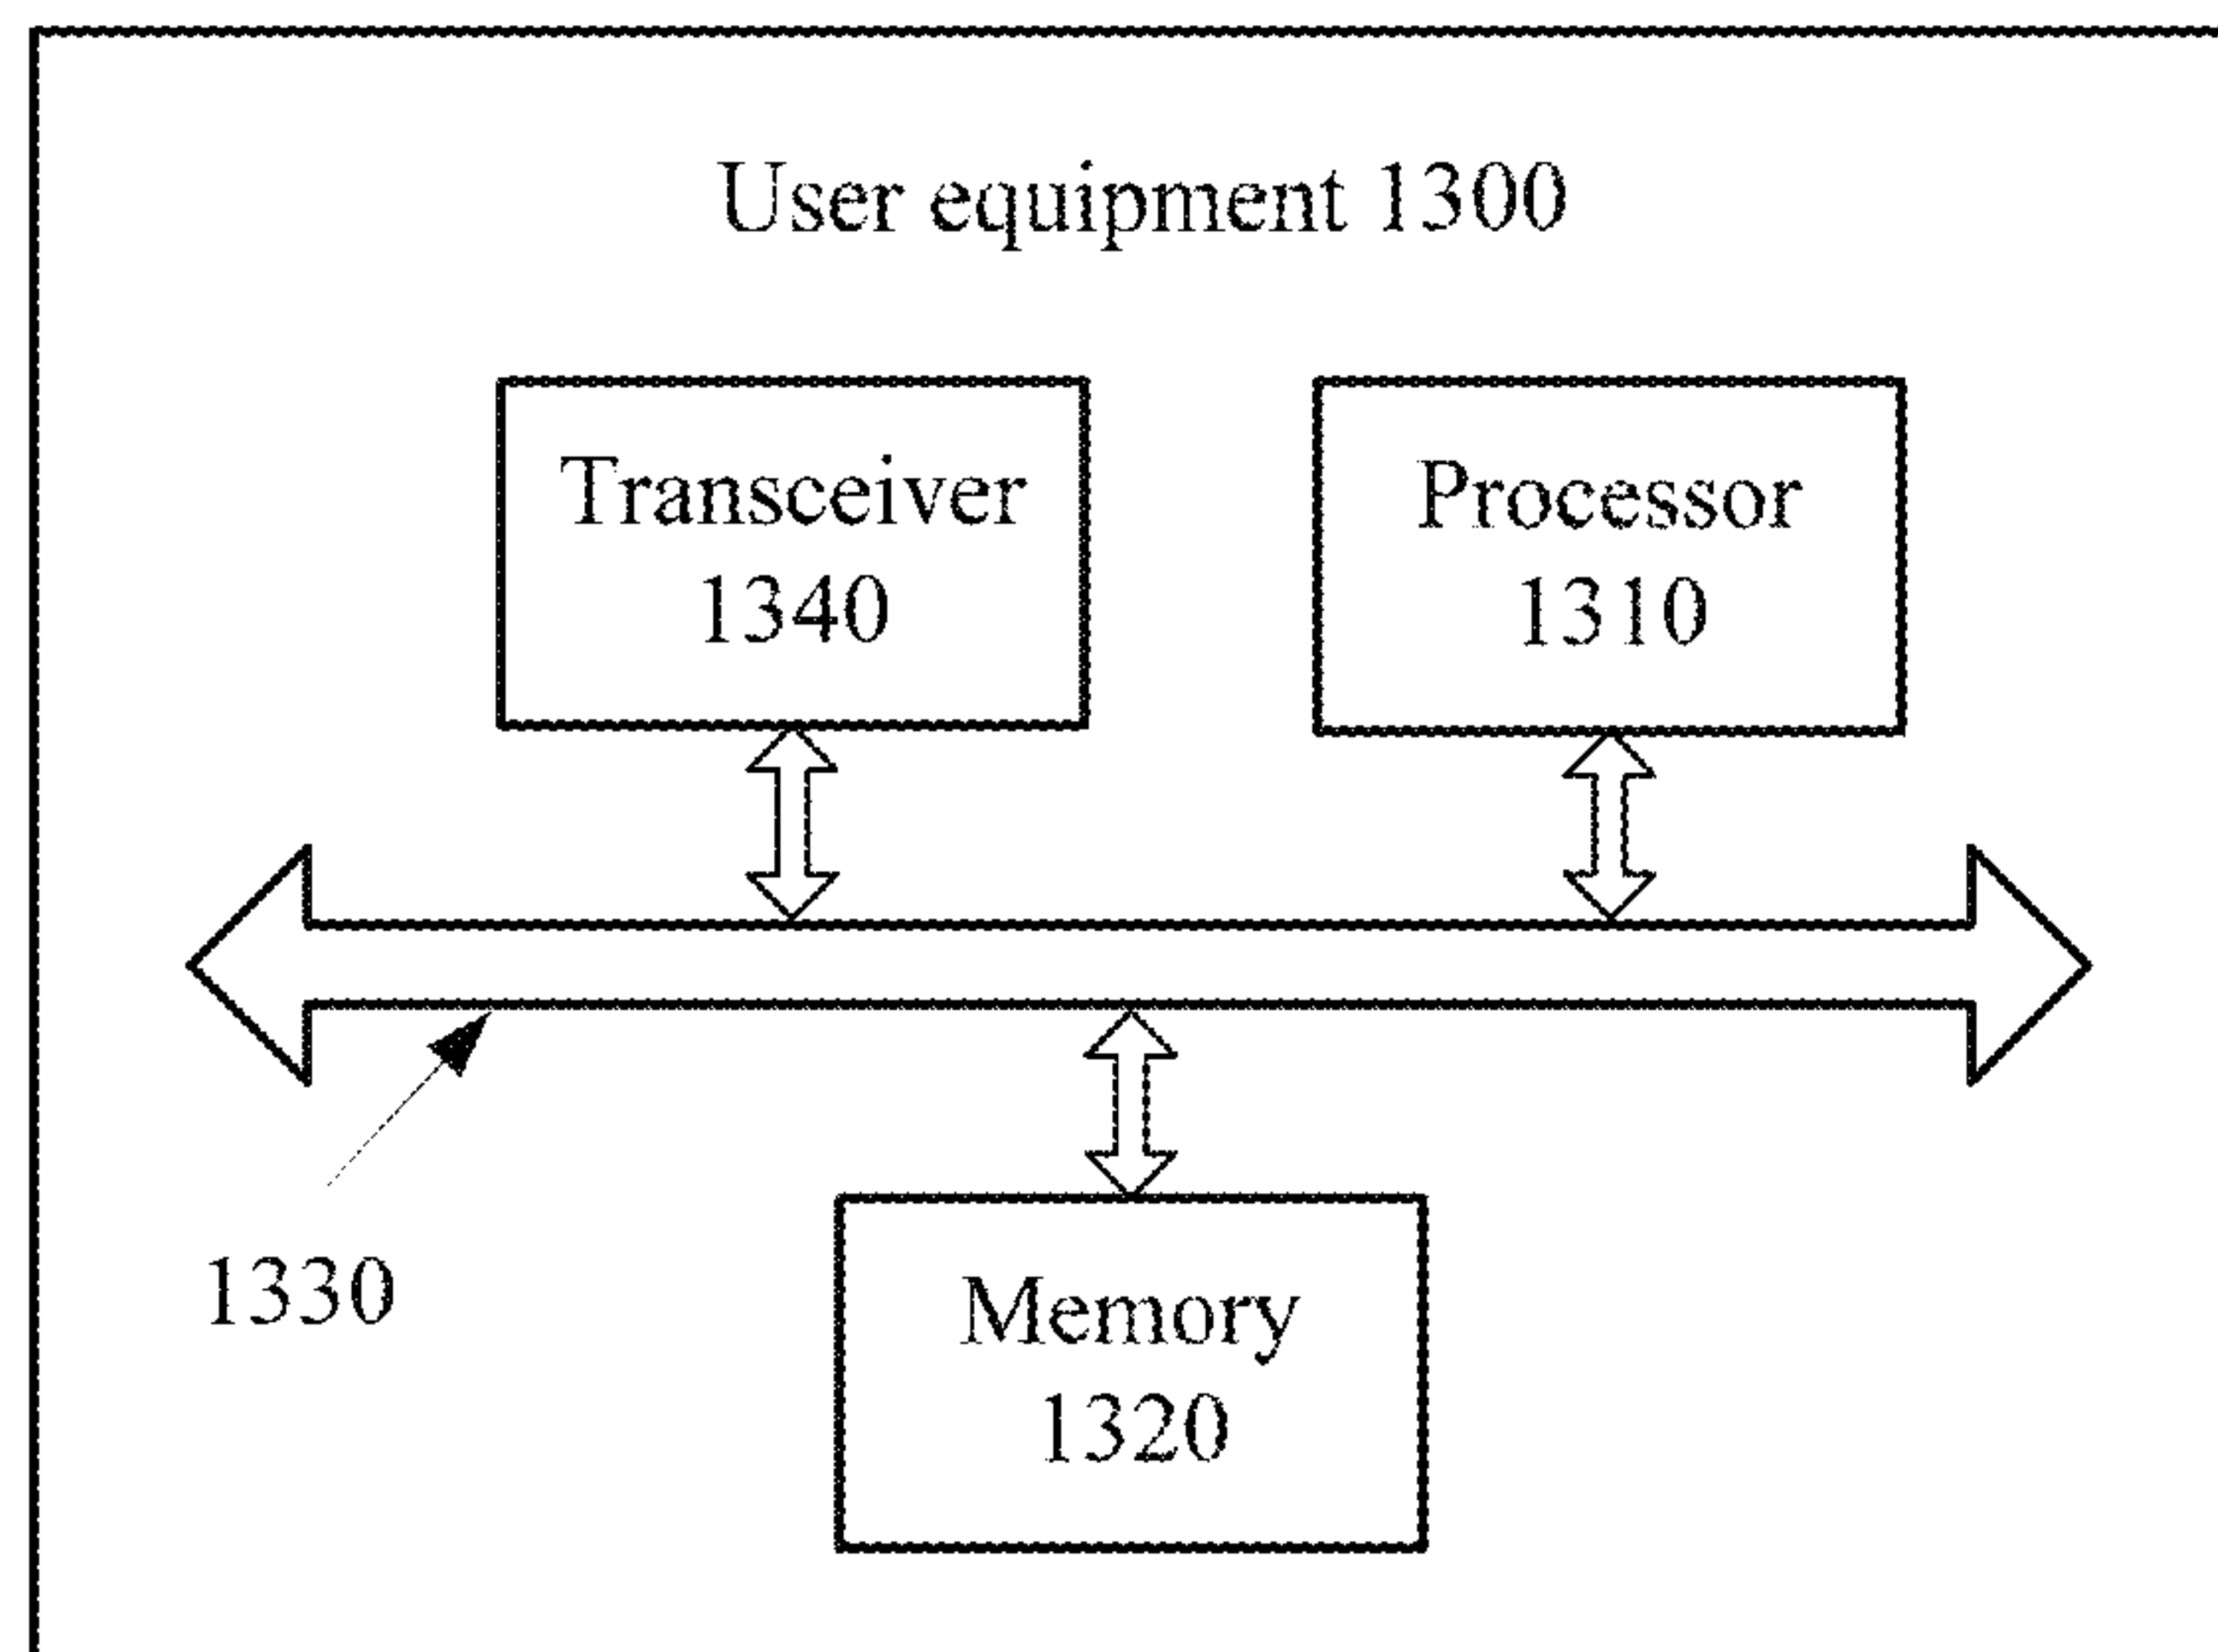 User equipment 1300
Transceiver
1340
Processor
1310
1330
Memory
1320